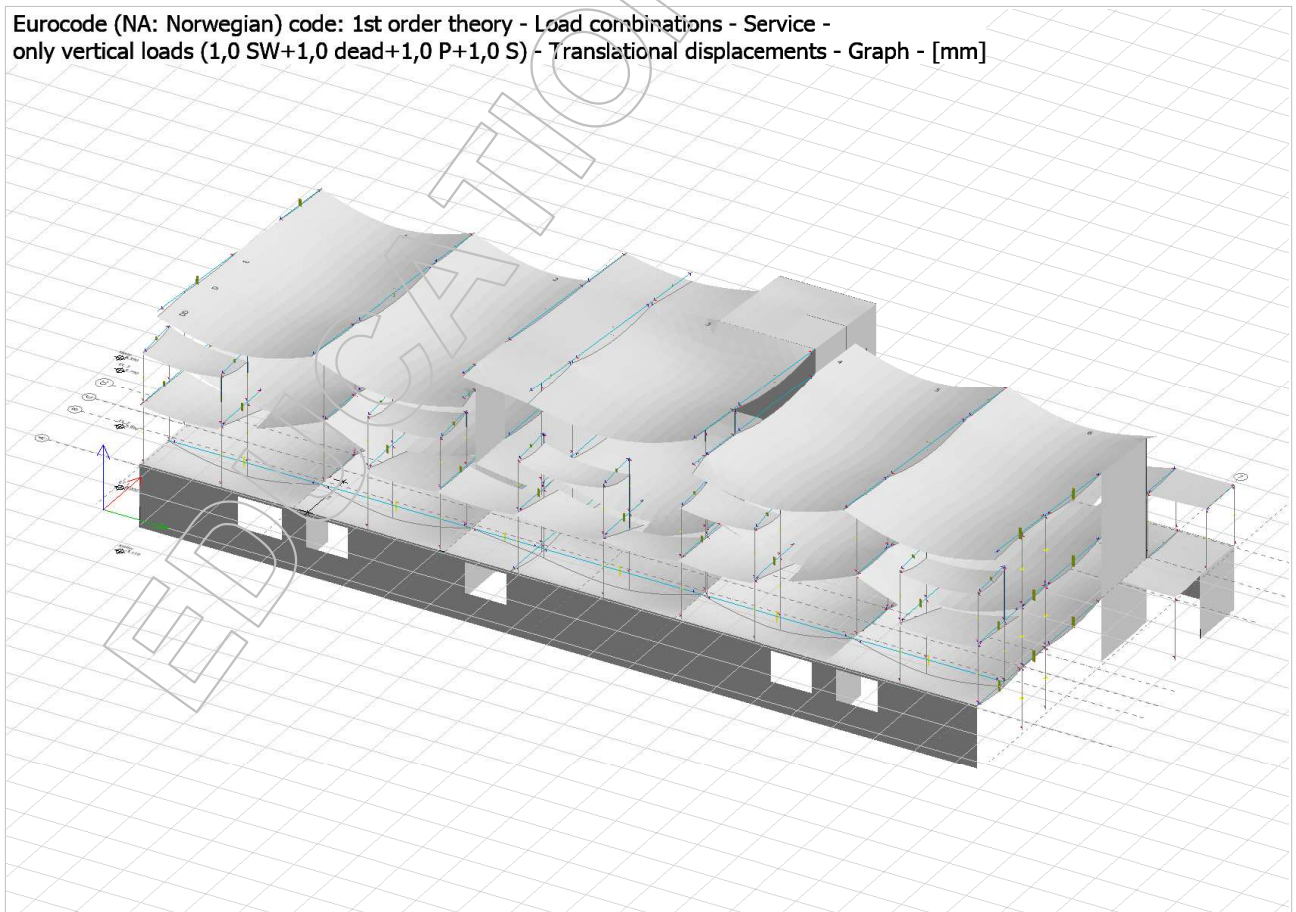 Eurocode (NA: Norwegian) code: 1st order theory - Load combinations - Service -
only vertical loads (1,0 SW+1,0 dead+1,0 P+1,0 S) - Translational displacements - Graph - [mm]
EDUCATION